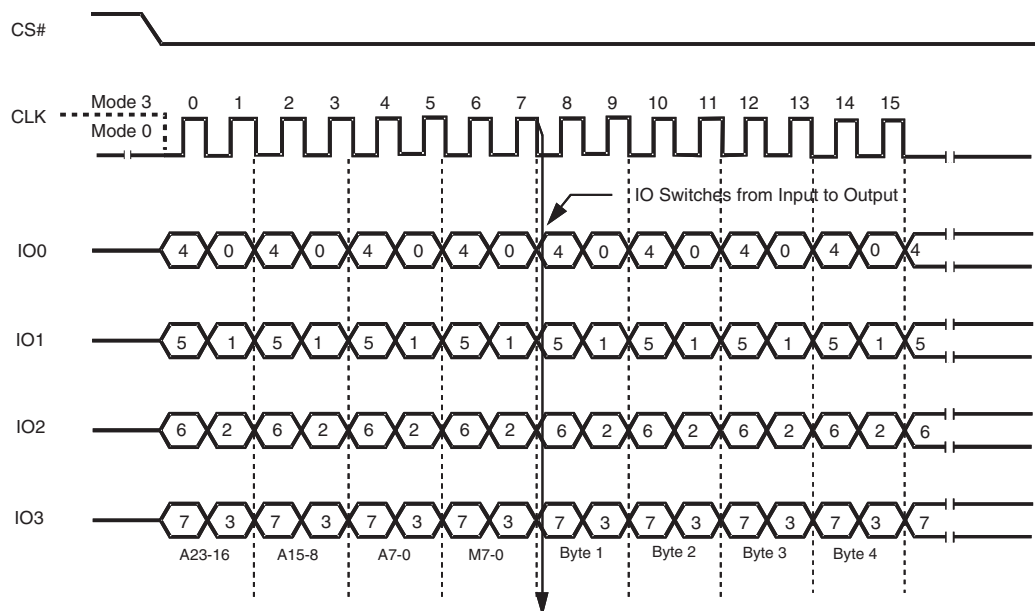 CS#
Mode 3
CLK
Mode 0
0 1 2 3 4 5 6 7 8 9 10 11 12 13 14 15
IO Switches from Input to Output
IO0 4 0 4 0 4 0 4 0 4 0 4 0 4 0 4 0 4
IO1 5 1 5 1 5 1 5 1 5 1 5 1 5 1 5 1 5
IO2 6 2 6 2 6 2 6 2 6 2 6 2 6 2 6 2 6
IO3 7 3 7 3 7 3 7 3 7 3 7 3 7 3 7 3 7
A23-16 A15-8 A7-0 M7-0 Byte 1 Byte 2 Byte 3 Byte 4